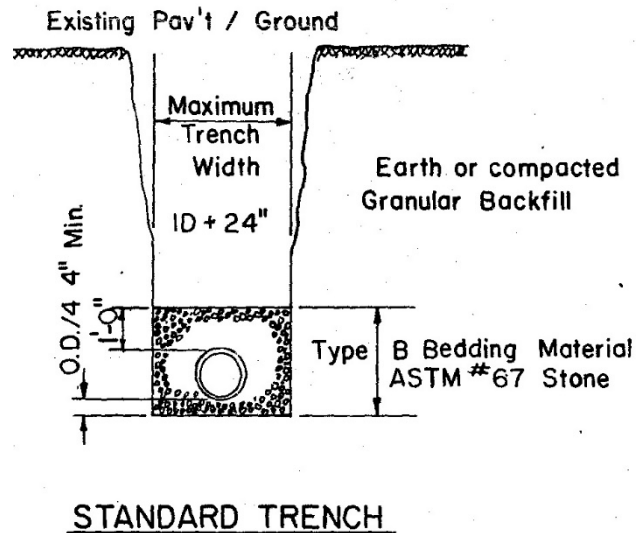 Existing Pav't / Ground
Maximum
Trench
Width
ID + 24"
Earth or compacted
Granular Backfill
O.D./4 4" Min.
1'-0"
Type B Bedding Material
ASTM #67 Stone
STANDARD TRENCH